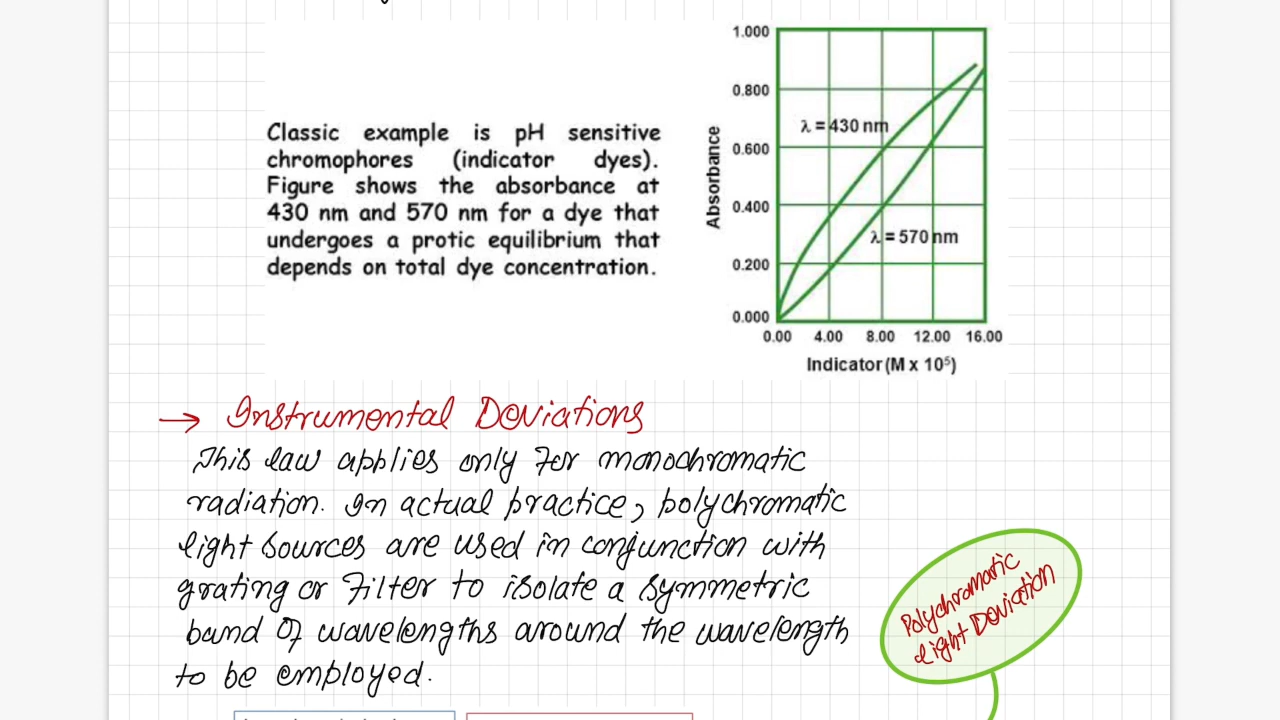 Classic example is pH sensitive
chromophores (indicator dyes).
Figure shows the absorbance at
430 nm and 570 nm for a dye that
undergoes a protic equilibrium that
depends on total dye concentration.
Absorbance
1.000
0.800
0.600
0.400
0.200
0.000
λ = 430 nm
λ = 570 nm
0.00 4.00 8.00 12.00 16.00
Indicator (M x 10⁵)
→ Instrumental Deviations
This law applies only for monochromatic
radiation. In actual practice, polychromatic
light sources are used in conjunction with
grating or filter to isolate a symmetric
band of wavelengths around the wavelength
to be employed.
Polychromatic
light Deviation